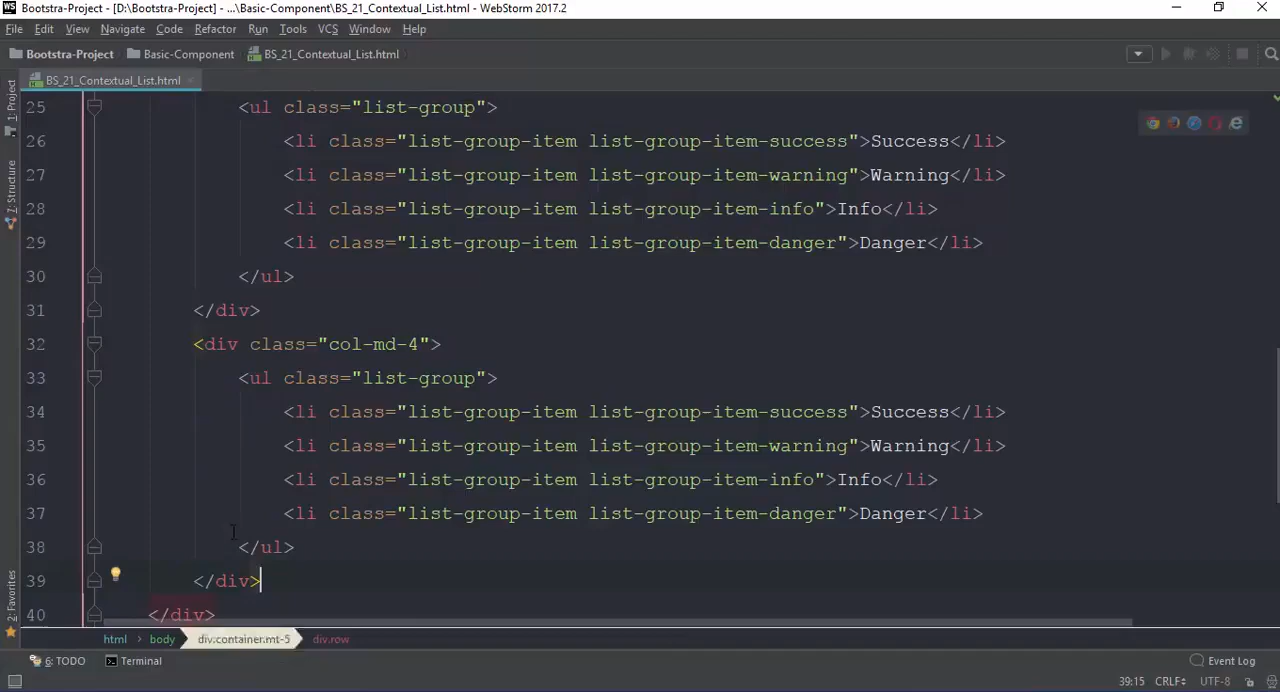 Bootstra-Project - [D:\Bootstra-Project] - ...\Basic-Component\BS_21_Contextual_List.html - WebStorm 2017.2
File Edit View Navigate Code Refactor Run Tools VCS Window Help
Bootstra-Project Basic-Component BS_21_Contextual_List.html
BS_21_Contextual_List.html
1: Project
7: Structure
2: Favorites
25 <ul class="list-group">
26 <li class="list-group-item list-group-item-success">Success</li>
27 <li class="list-group-item list-group-item-warning">Warning</li>
28 <li class="list-group-item list-group-item-info">Info</li>
29 <li class="list-group-item list-group-item-danger">Danger</li>
30 </ul>
31 </div>
32 <div class="col-md-4">
33 <ul class="list-group">
34 <li class="list-group-item list-group-item-success">Success</li>
35 <li class="list-group-item list-group-item-warning">Warning</li>
36 <li class="list-group-item list-group-item-info">Info</li>
37 <li class="list-group-item list-group-item-danger">Danger</li>
38 </ul>
39 </div>
40 </div>
html body div.container.mt-5 div.row
6: TODO Terminal Event Log
39:15 CRLF UTF-8